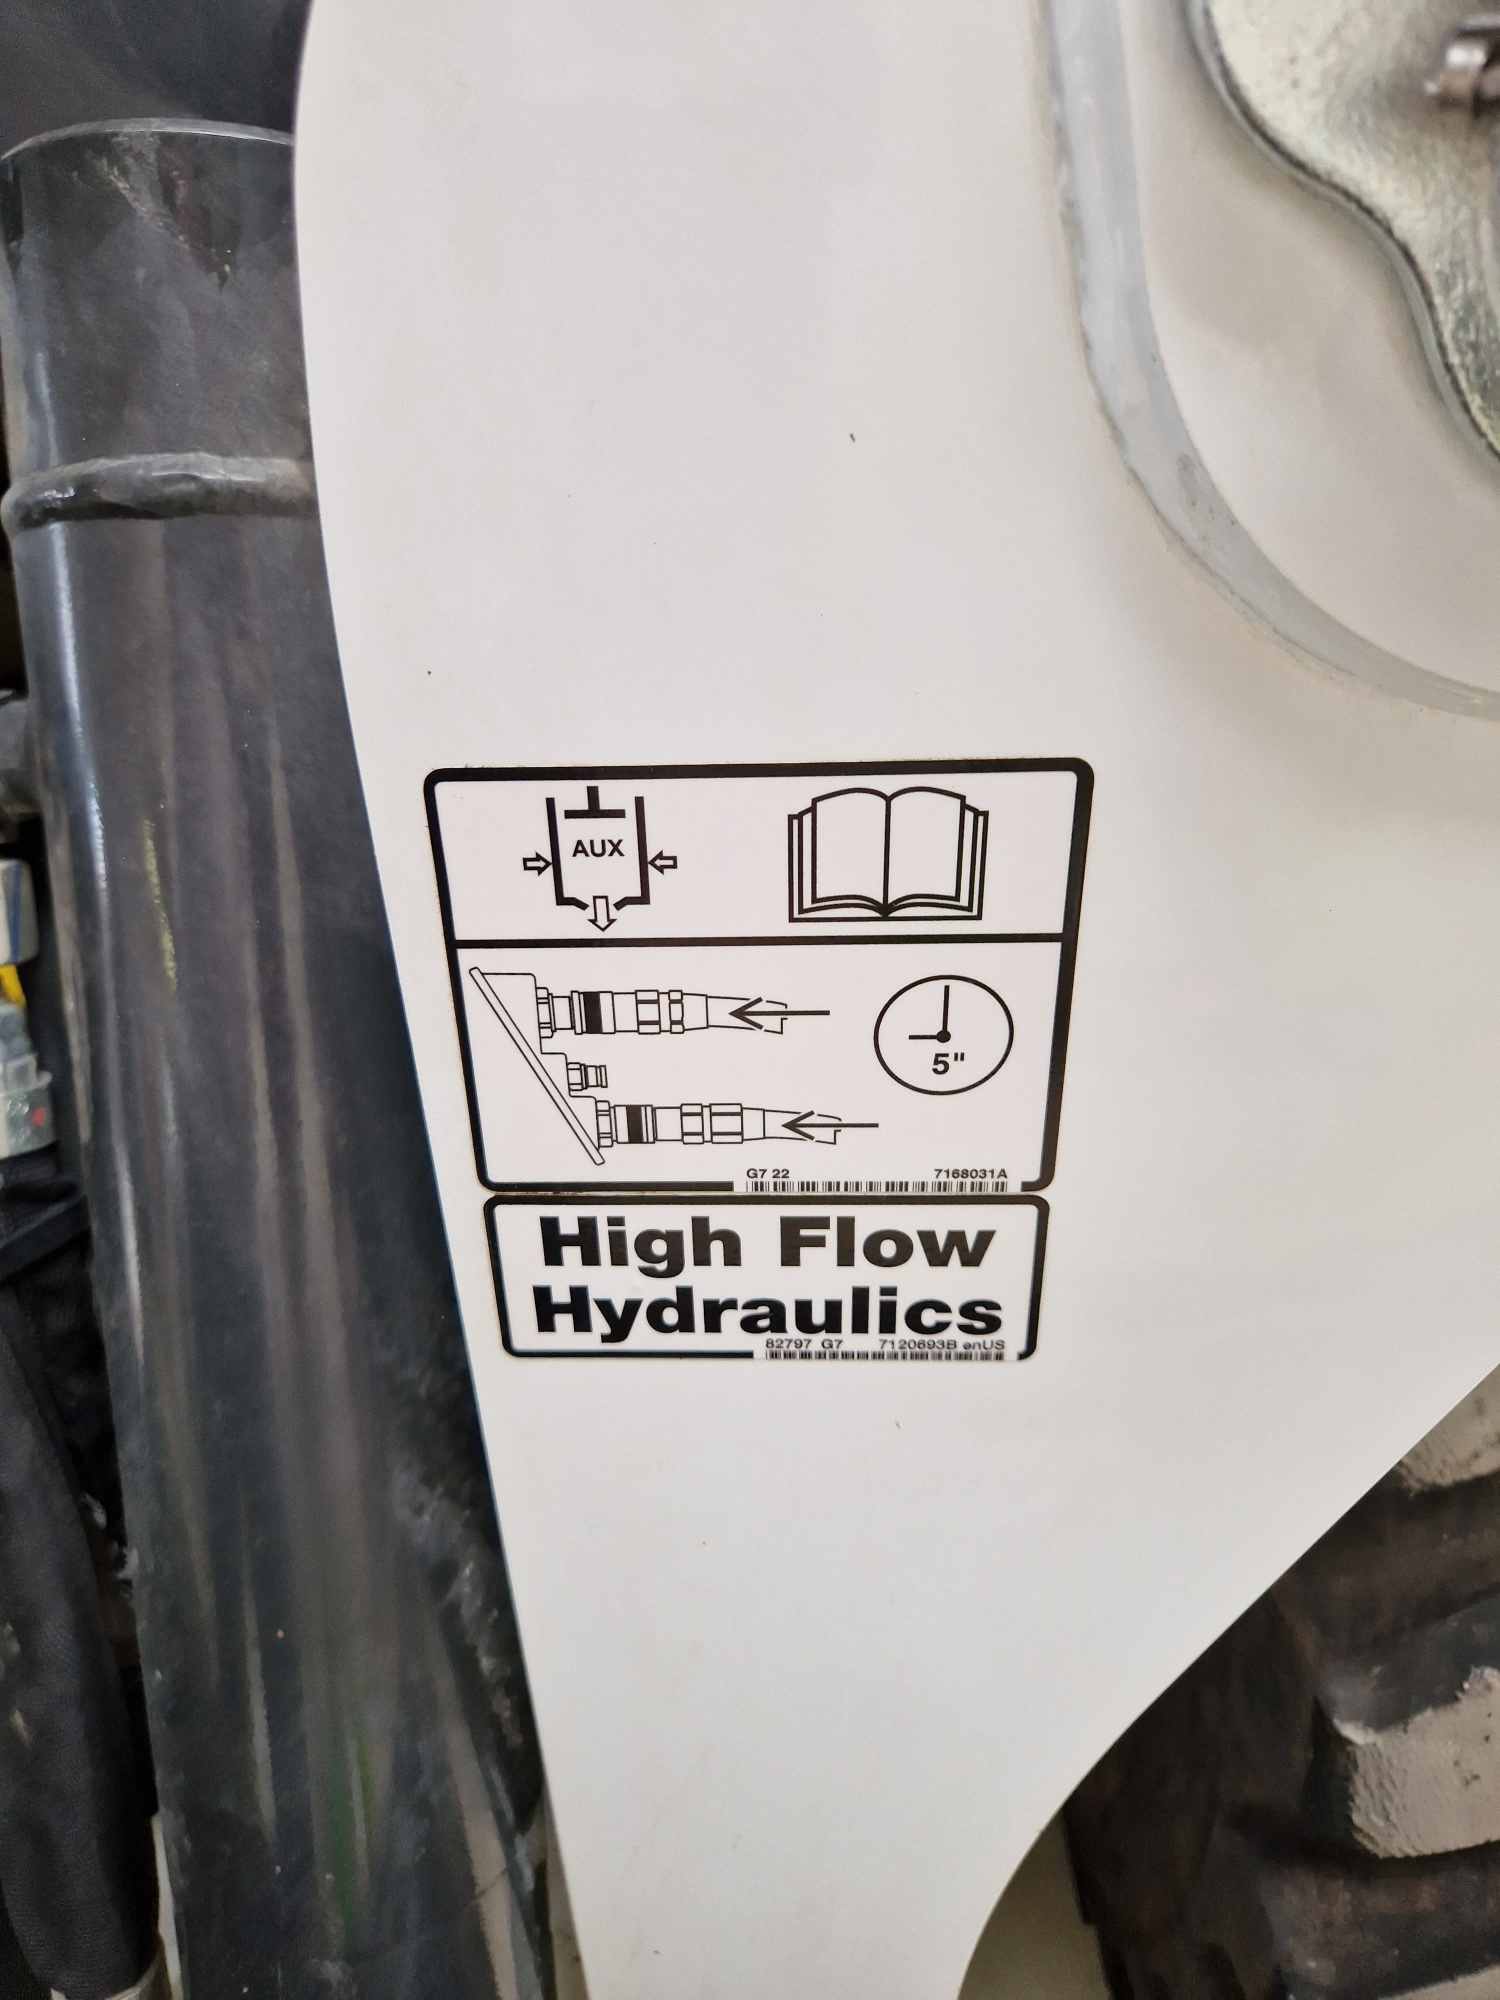 AUX
5"
G7 22 7168031A
High Flow
Hydraulics
82797 G7 7120693B enUS